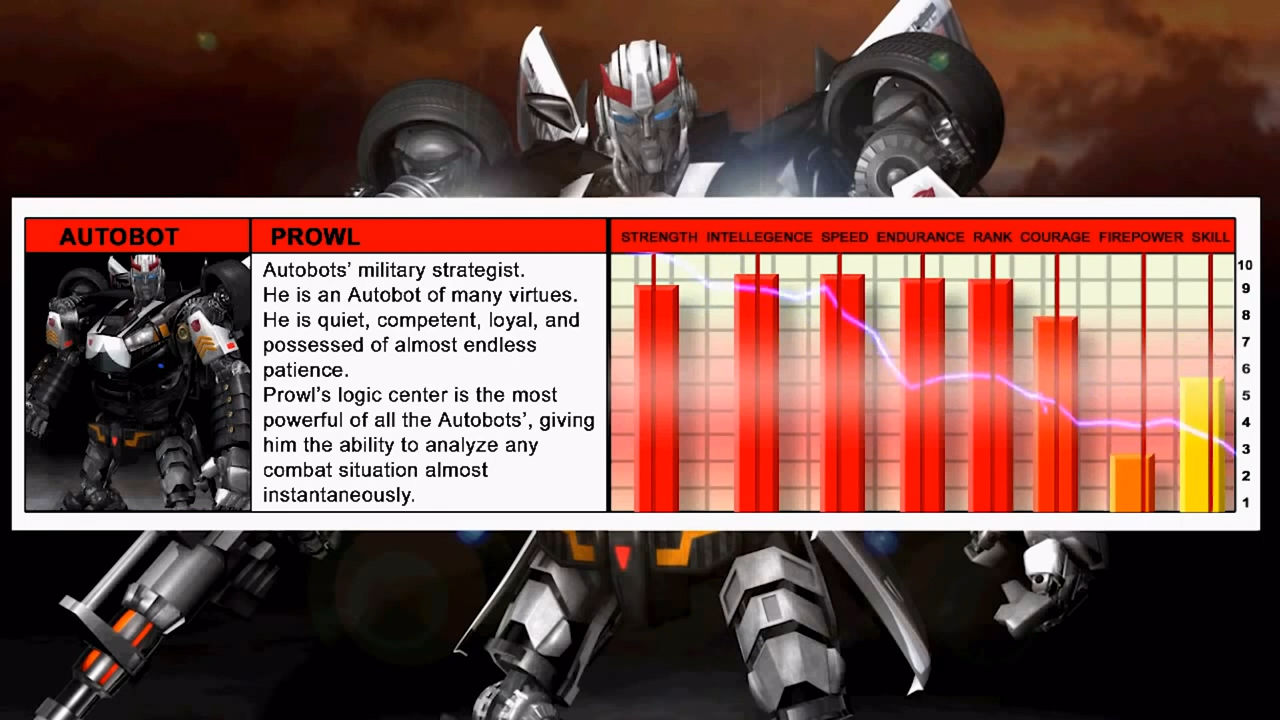 AUTOBOT
PROWL
STRENGTH INTELLEGENCE SPEED ENDURANCE RANK COURAGE FIREPOWER SKILL
Autobots' military strategist.
He is an Autobot of many virtues.
He is quiet, competent, loyal, and
possessed of almost endless
patience.
Prowl's logic center is the most
powerful of all the Autobots', giving
him the ability to analyze any
combat situation almost
instantaneously.
10
9
8
7
6
5
4
3
2
1